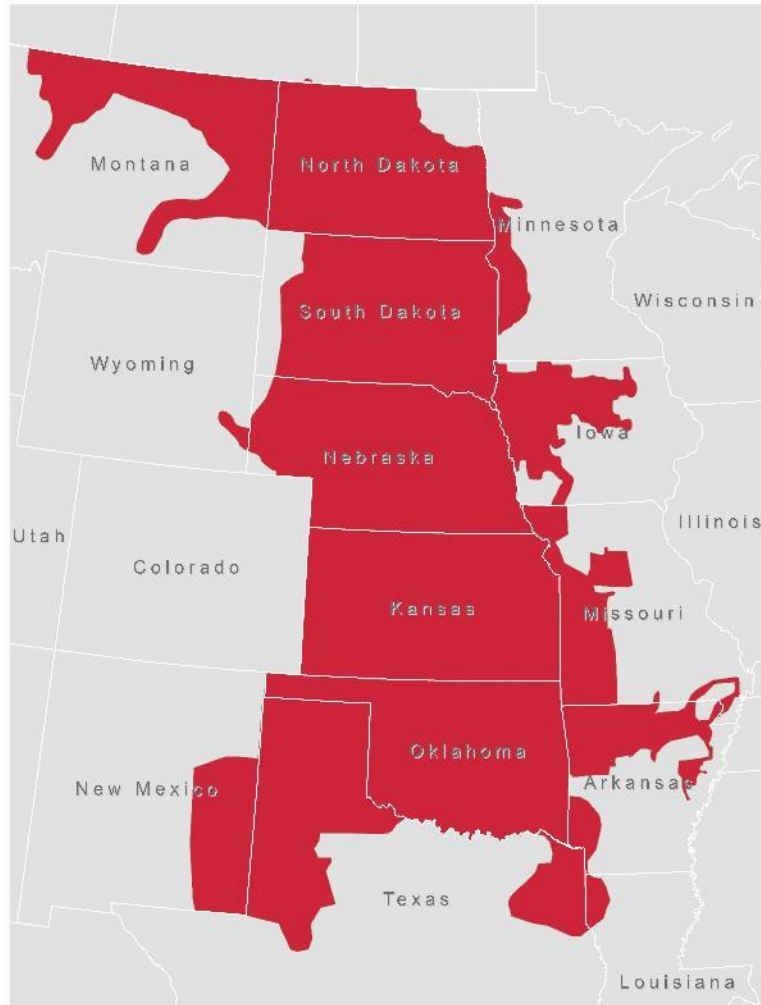 Montana
North Dakota
Minnesota
Wisconsin
South Dakota
Wyoming
Iowa
Nebraska
Illinois
Utah
Colorado
Kansas
Missouri
Oklahoma
New Mexico
Arkansas
Texas
Louisiana